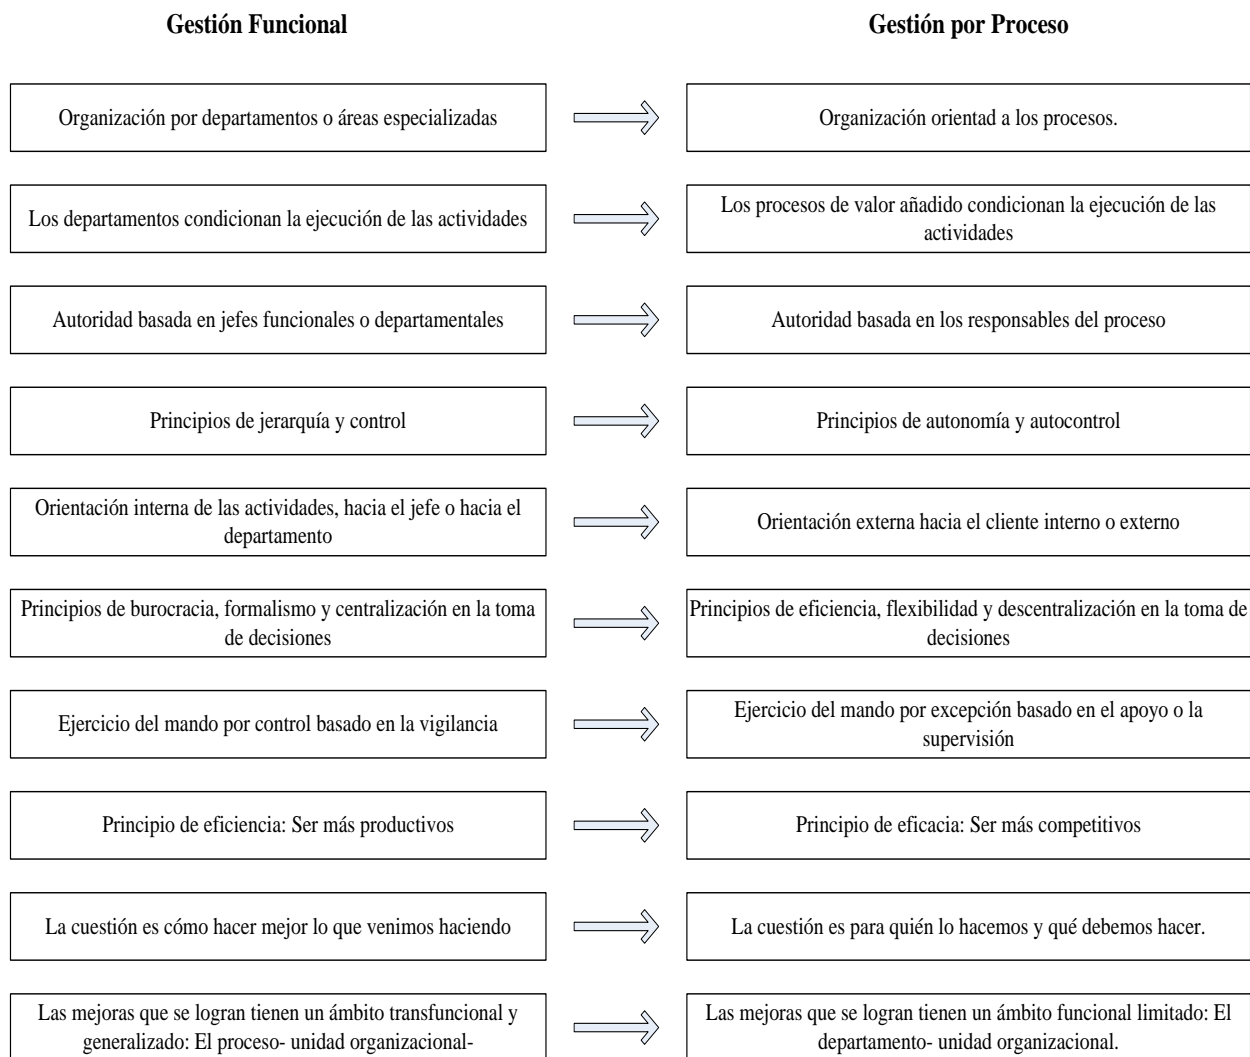 Gestión Funcional
Gestión por Proceso
Organización por departamentos o áreas especializadas
Organización orientad a los procesos.
Los departamentos condicionan la ejecución de las actividades
Los procesos de valor añadido condicionan la ejecución de las
actividades
Autoridad basada en jefes funcionales o departamentales
Autoridad basada en los responsables del proceso
Principios de jerarquía y control
Principios de autonomía y autocontrol
Orientación interna de las actividades, hacia el jefe o hacia el
departamento
Orientación externa hacia el cliente interno o externo
Principios de burocracia, formalismo y centralización en la toma
de decisiones
Principios de eficiencia, flexibilidad y descentralización en la toma de
decisiones
Ejercicio del mando por control basado en la vigilancia
Ejercicio del mando por excepción basado en el apoyo o la
supervisión
Principio de eficiencia: Ser más productivos
Principio de eficacia: Ser más competitivos
La cuestión es cómo hacer mejor lo que venimos haciendo
La cuestión es para quién lo hacemos y qué debemos hacer.
Las mejoras que se logran tienen un ámbito transfuncional y
generalizado: El proceso- unidad organizacional-
Las mejoras que se logran tienen un ámbito funcional limitado: El
departamento- unidad organizacional.